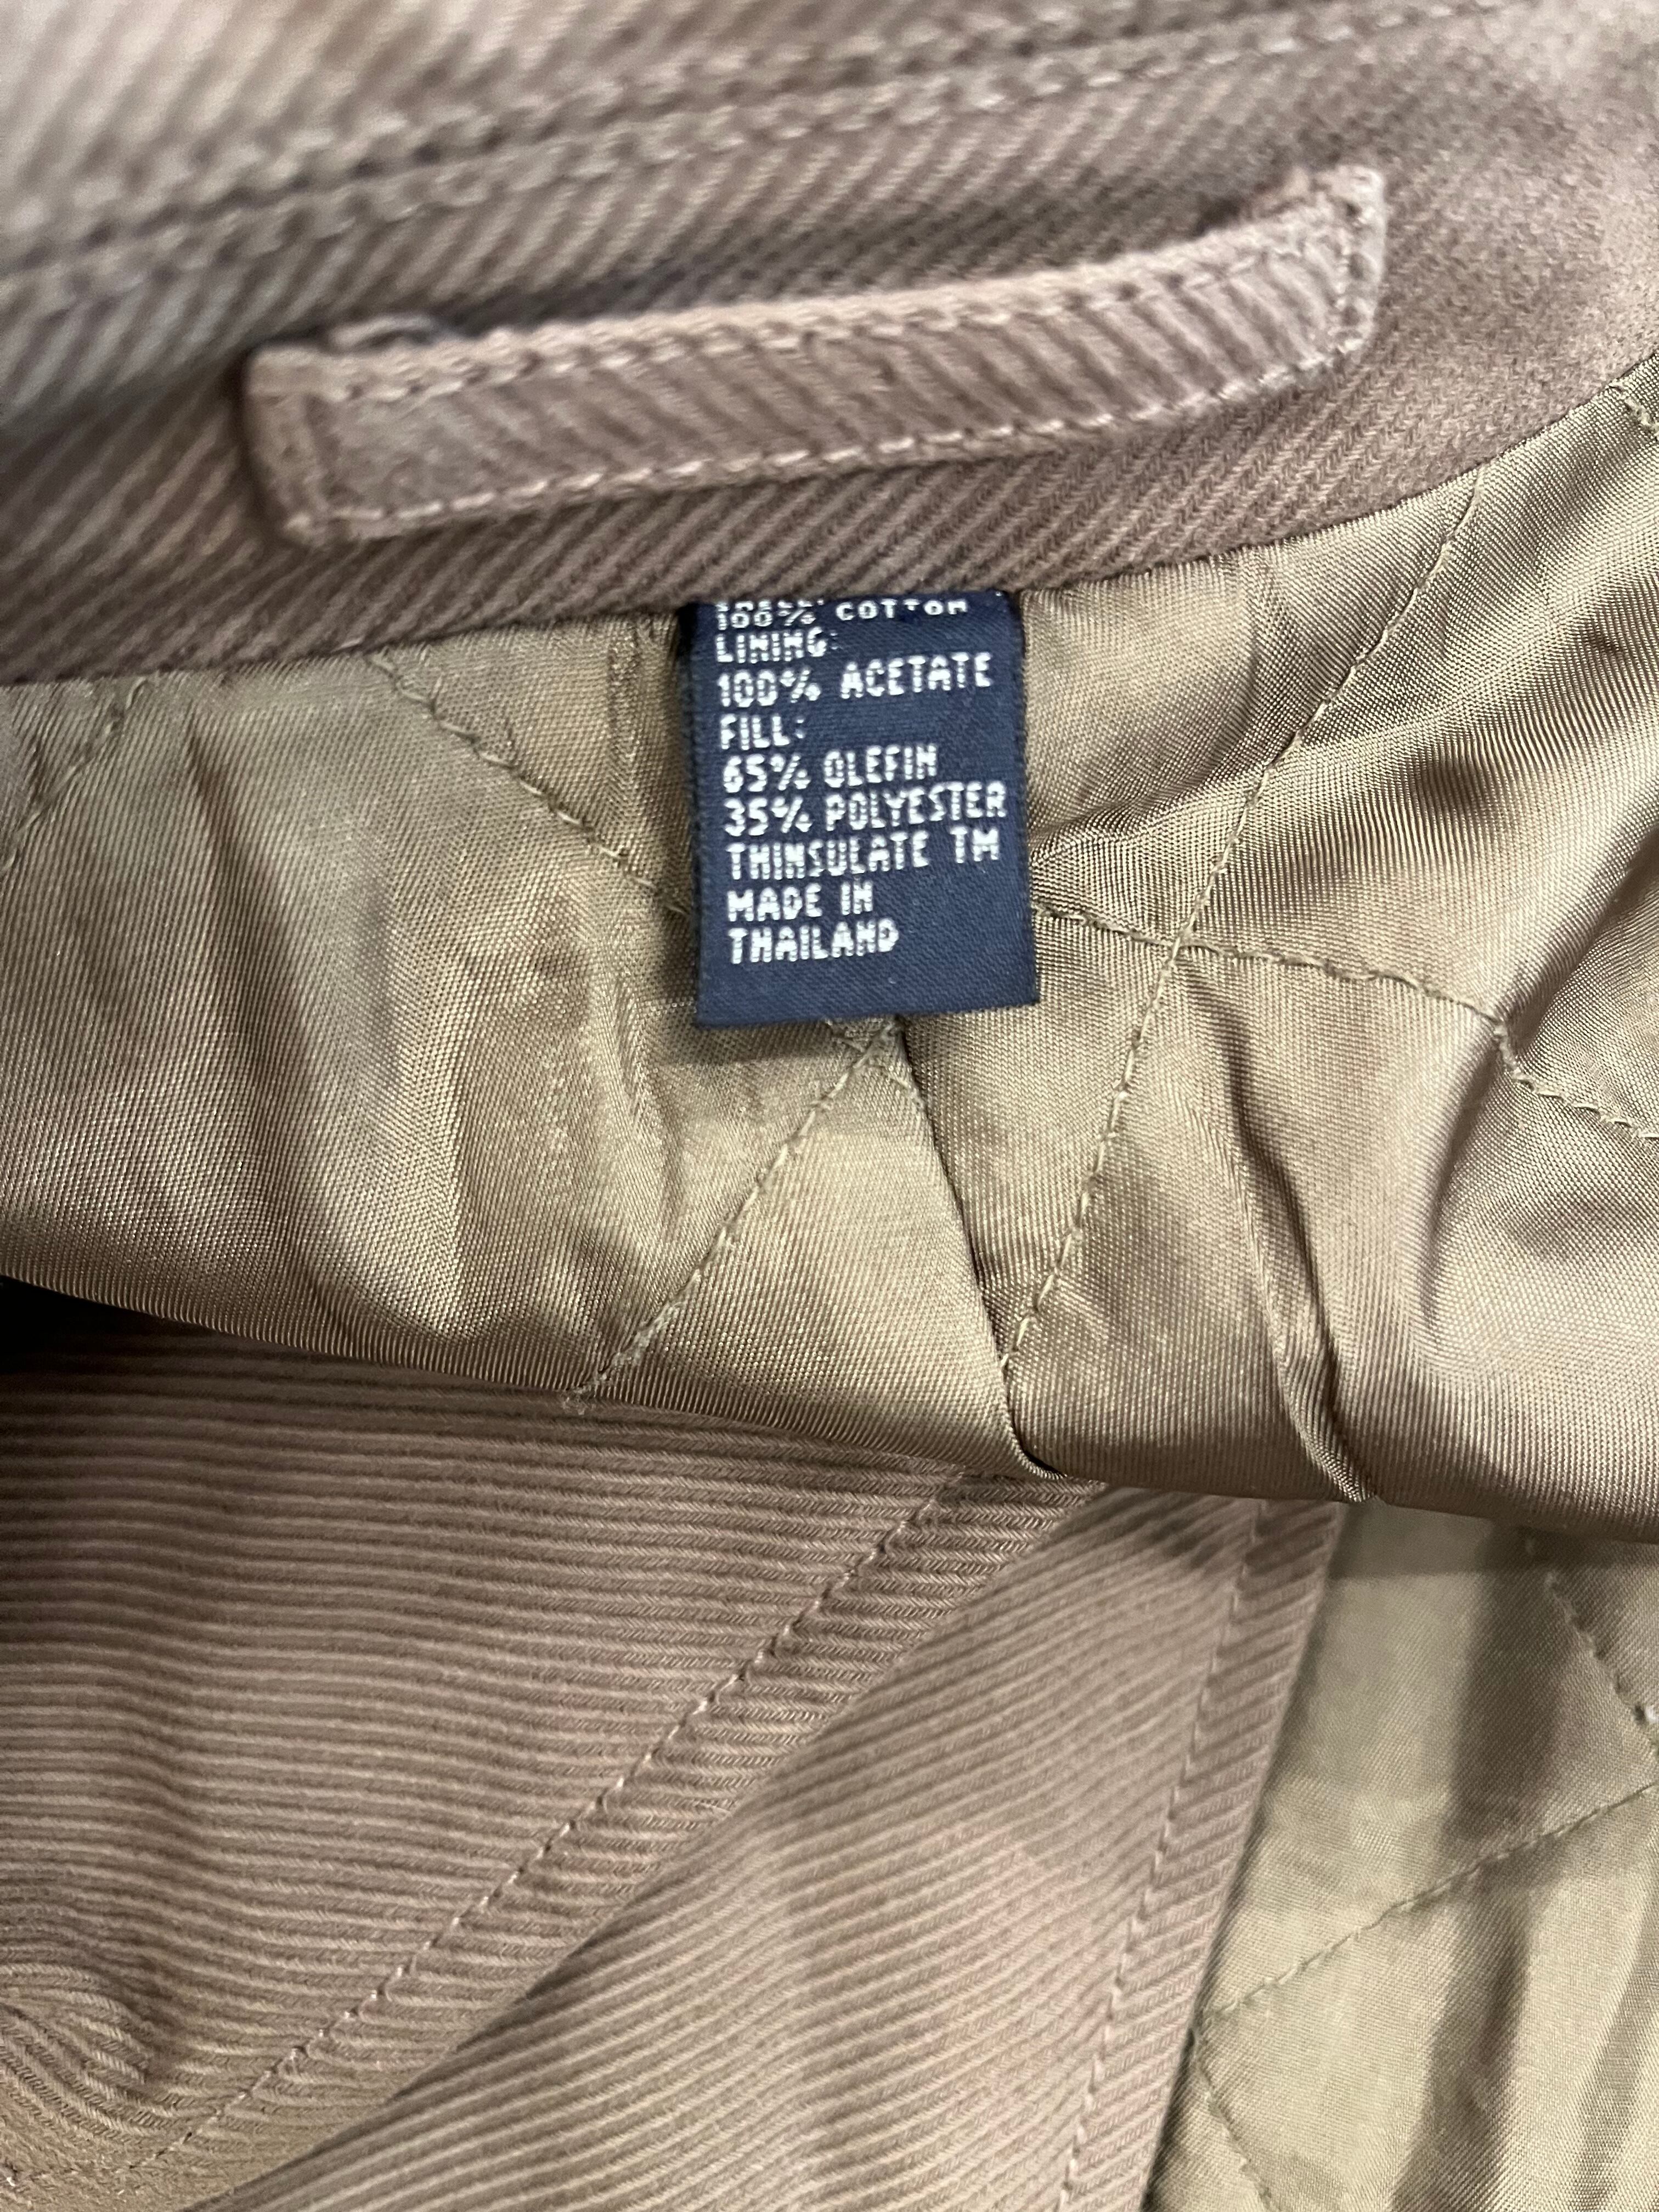 100% COTTON
LINING:
100% ACETATE
FILL:
65% OLEFIN
35% POLYESTER
THINSULATE TM
MADE IN
THAILAND